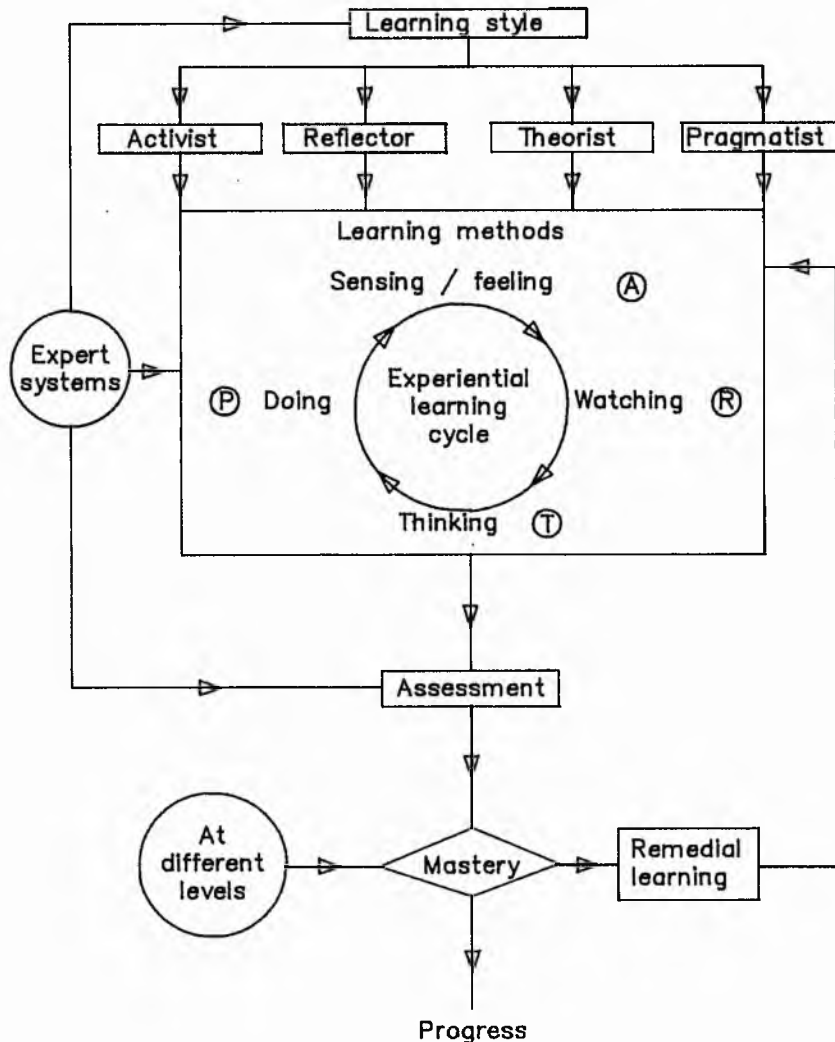 Learning style
Activist
Reflector
Theorist
Pragmatist
Learning methods
Sensing / feeling
A
Expert
systems
P
Doing
Experiential
learning
cycle
Watching
R
Thinking
T
Assessment
At
different
levels
Mastery
Remedial
learning
Progress